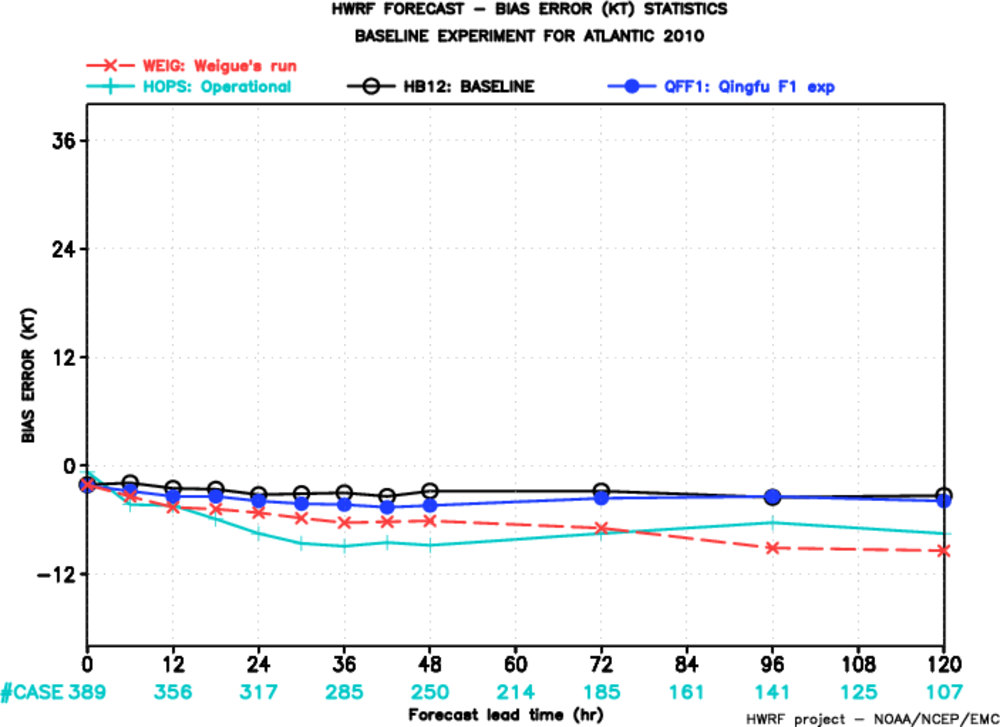 HWRF FORECAST - BIAS ERROR (KT) STATISTICS
BASELINE EXPERIMENT FOR ATLANTIC 2010
WEIG: Weigue's run
HOPS: Operational HB12: BASELINE QFF1: Qingfu F1 exp
36
24
12
0
-12
BIAS ERROR (KT)
0 12 24 36 48 60 72 84 96 108 120
#CASE 389 356 317 285 250 214 185 161 141 125 107
Forecast lead time (hr)
HWRF project - NOAA/NCEP/EMC